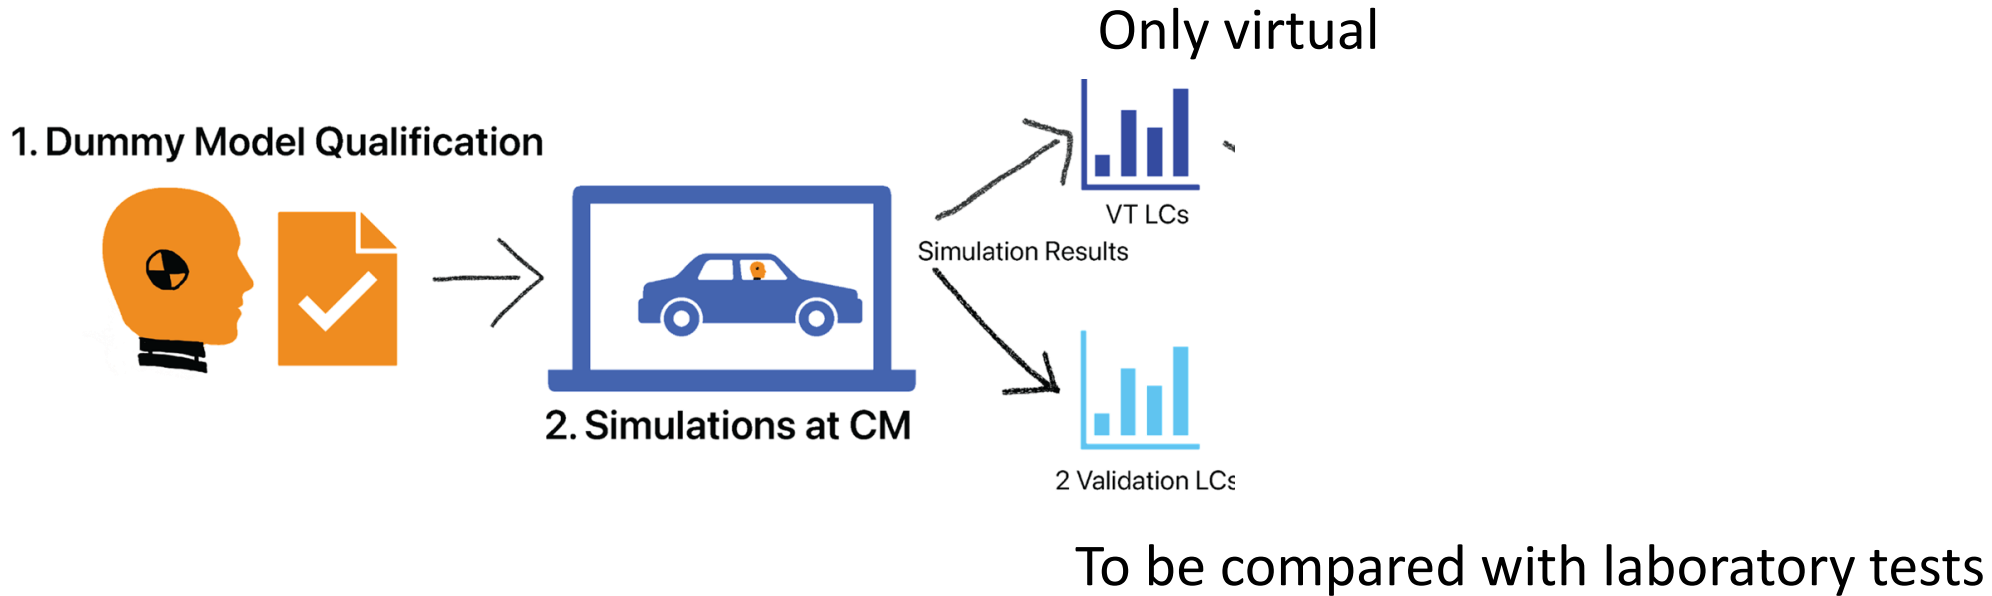 Only virtual
1. Dummy Model Qualification
VT LCs
Simulation Results
2. Simulations at CM
2 Validation LCs
To be compared with laboratory tests